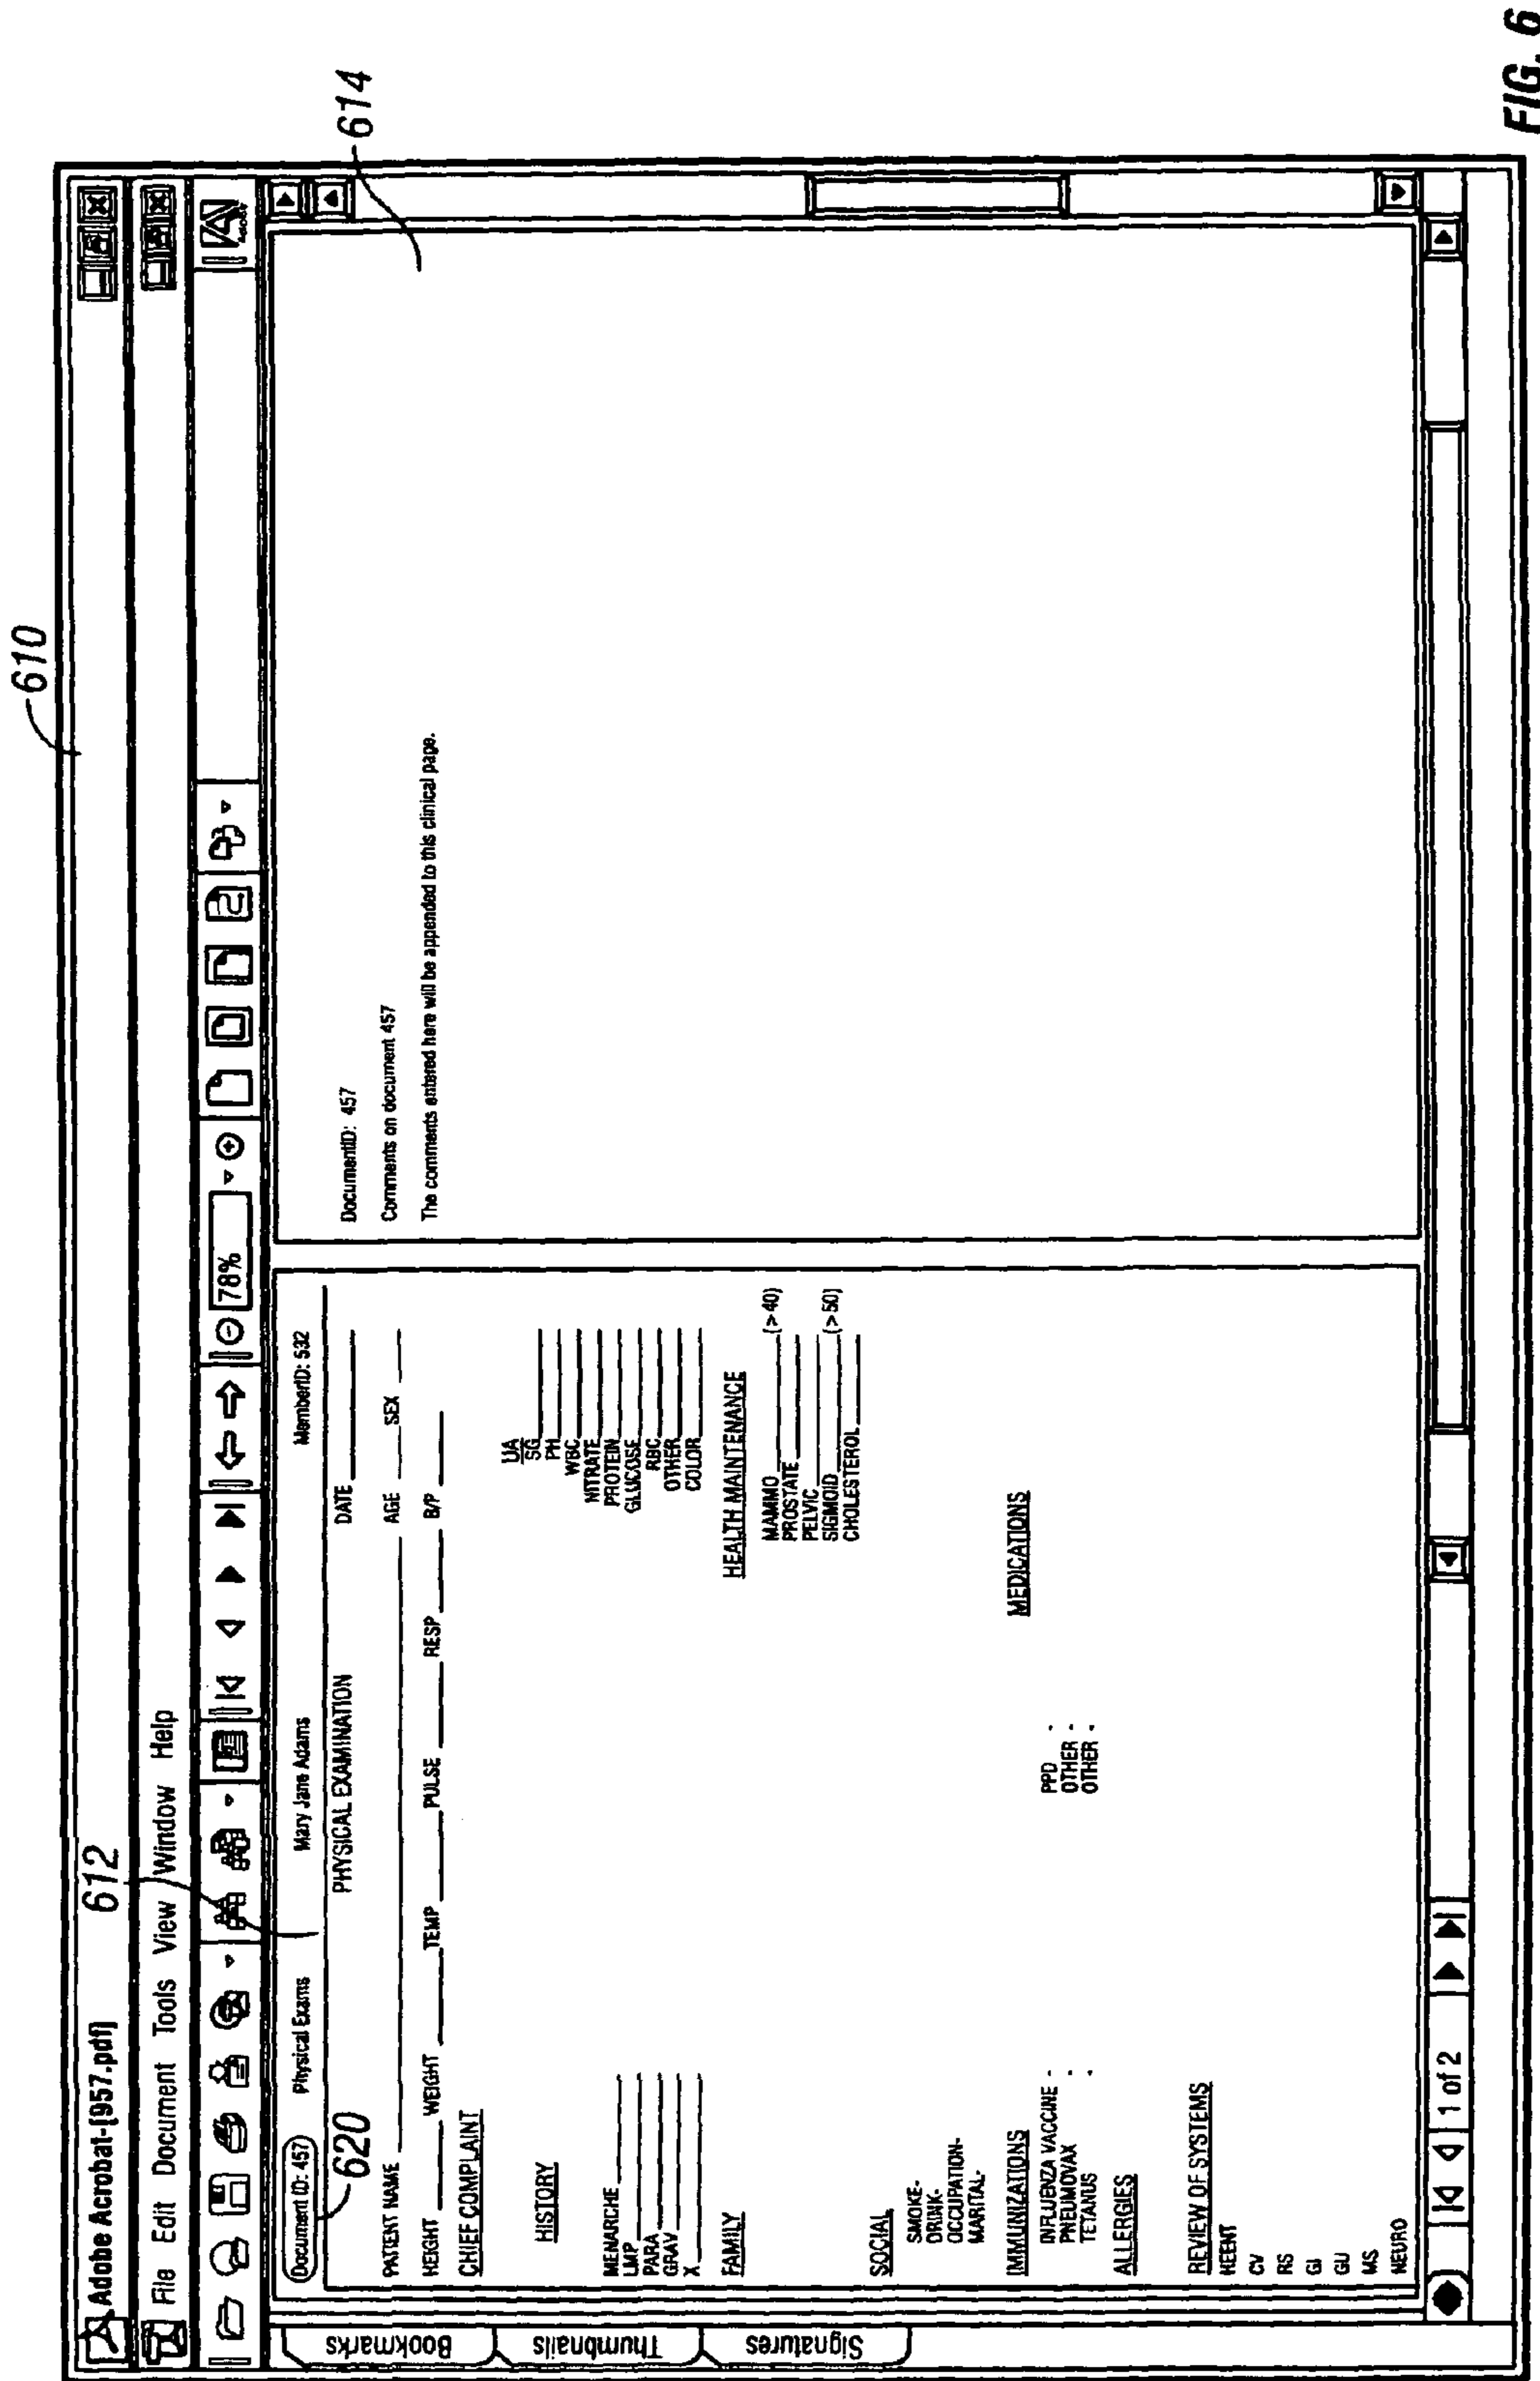 610
Adobe Acrobat-[957.pdf]
612
File Edit Document Tools View Window Help
78%
Adobe
614
Bookmarks
Thumbnails
Signatures
Document ID: 457 Physical Exams Mary Jane Adams MemberID: 532
620
PHYSICAL EXAMINATION DATE
PATIENT NAME AGE SEX
HEIGHT WEIGHT TEMP PULSE RESP B/P
CHIEF COMPLAINT
HISTORY
UA
SG
PH
WBC
NITRATE
PROTEIN
GLUCOSE
RBC
OTHER
COLOR
MENARCHE
LMP
PARA
GRAV
X
FAMILY
HEALTH MAINTENANCE
MAMMO (>40)
PROSTATE
PELVIC
SIGMOID (>50)
CHOLESTEROL
SOCIAL
SMOKE-
DRINK-
OCCUPATION-
MARITAL-
IMMUNIZATIONS MEDICATIONS
INFLUENZA VACCINE - PPD -
PNEUMOVAX - OTHER -
TETANUS - OTHER -
ALLERGIES
REVIEW OF SYSTEMS
HEENT
CV
RS
GI
GU
MS
NEURO
DocumentID: 457
Comments on document 457
The comments entered here will be appended to this clinical page.
1 of 2
FIG. 6